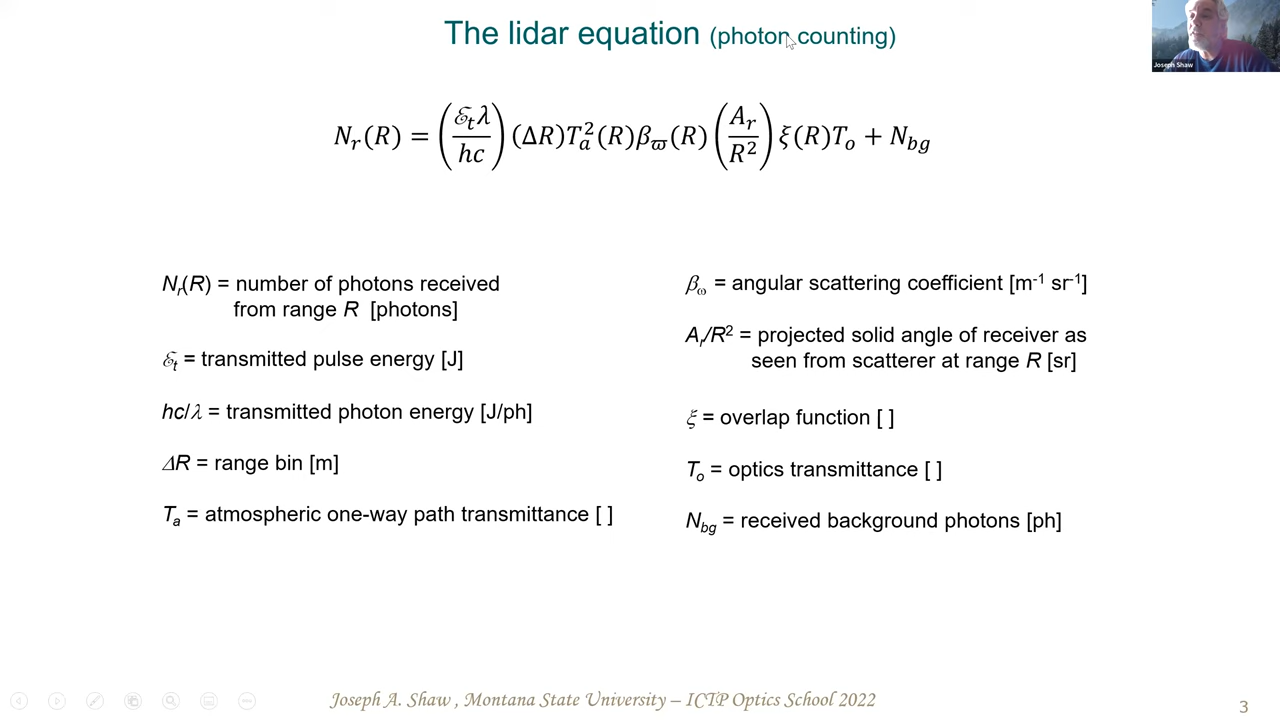 The lidar equation (photon counting)
Joseph Shaw
N_r(R) = (ℰ_tλ/hc)(ΔR)T_a^2(R)β_ϖ(R)(A_r/R^2)ξ(R)T_o + N_bg
N_r(R) = number of photons received
from range R [photons]
ℰ_t = transmitted pulse energy [J]
hc/λ = transmitted photon energy [J/ph]
ΔR = range bin [m]
T_a = atmospheric one-way path transmittance [ ]
β_ω = angular scattering coefficient [m^-1 sr^-1]
A_r/R^2 = projected solid angle of receiver as
seen from scatterer at range R [sr]
ξ = overlap function [ ]
T_o = optics transmittance [ ]
N_bg = received background photons [ph]
Joseph A. Shaw , Montana State University – ICTP Optics School 2022
3